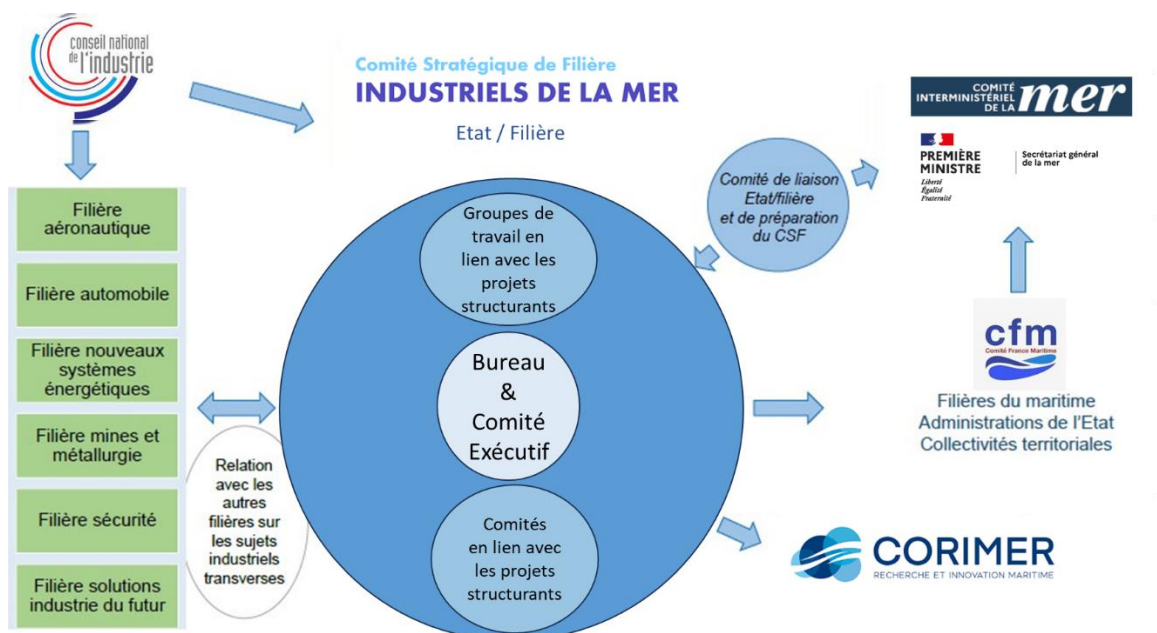 conseil national
de l'industrie
Comité Stratégique de Filière
INDUSTRIELS DE LA MER
Etat / Filière
COMITÉ
INTERMINISTÉRIEL
DE LA
mer
PREMIÈRE
MINISTRE
Liberté
Égalité
Fraternité
Secrétariat général
de la mer
Comité de liaison
Etat/filière
et de préparation
du CSF
Filière
aéronautique
Filière automobile
Filière nouveaux
systèmes
énergétiques
Filière mines et
métallurgie
Filière sécurité
Filière solutions
industrie du futur
Relation
avec les
autres
filières sur
les sujets
industriels
transverses
Groupes de
travail en
lien avec les
projets
structurants
Bureau
&
Comité
Exécutif
Comités
en lien avec
les projets
structurants
cfm
Comité France Maritime
Filières du maritime
Administrations de l'Etat
Collectivités territoriales
CORIMER
RECHERCHE ET INNOVATION MARITIME